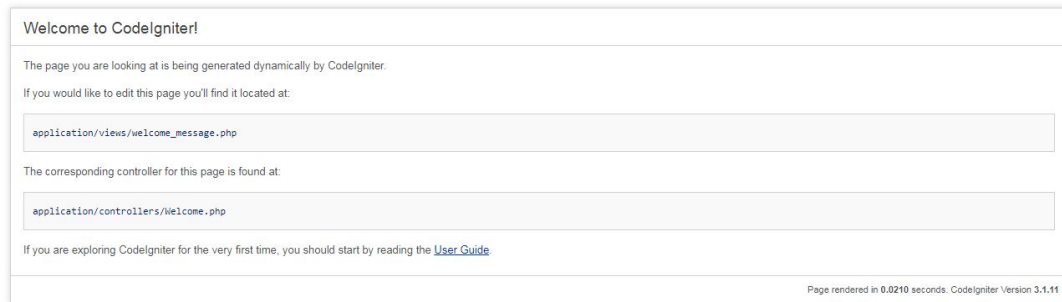 Welcome to CodeIgniter!
The page you are looking at is being generated dynamically by CodeIgniter.
If you would like to edit this page you'll find it located at:
application/views/welcome_message.php
The corresponding controller for this page is found at:
application/controllers/Welcome.php
If you are exploring CodeIgniter for the very first time, you should start by reading the User Guide.
Page rendered in 0.0210 seconds. CodeIgniter Version 3.1.11